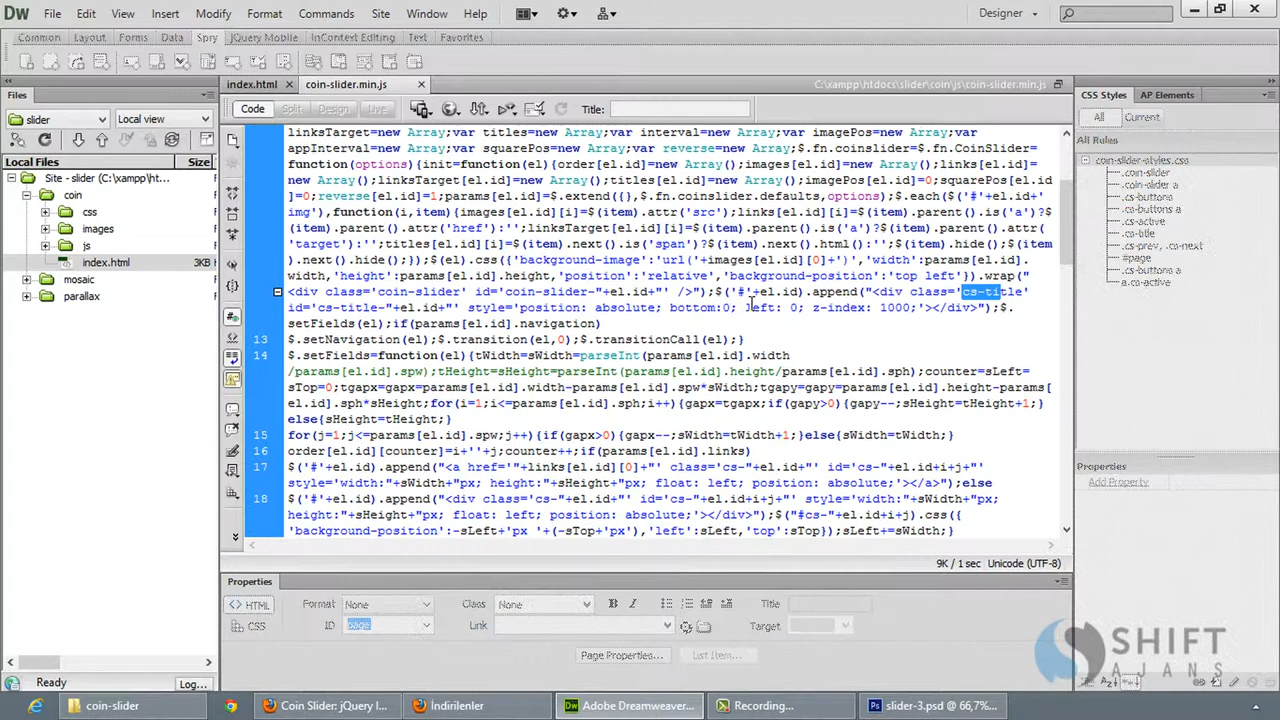 Dw File Edit View Insert Modify Format Commands Site Window Help Designer
Common Layout Forms Data Spry jQuery Mobile InContext Editing Text Favorites
Files
index.html coin-slider.min.js C:\xampp\htdocs\slider\coin\js\coin-slider.min.js
CSS Styles AP Elements
slider Local view
Code Split Design Live Title:
All Current
Local Files Size
All Rules
Site - slider (C:\xampp\ht...
coin
css
images
js
index.html 3KB
mosaic
parallax
linksTarget=new Array;var titles=new Array;var interval=new Array;var imagePos=new Array;var
appInterval=new Array;var squarePos=new Array;var reverse=new Array;$.fn.coinslider=$.fn.CoinSlider=
function(options){init=function(el){order[el.id]=new Array();images[el.id]=new Array();links[el.id]=
new Array();linksTarget[el.id]=new Array();titles[el.id]=new Array();imagePos[el.id]=0;squarePos[el.id]
=0;reverse[el.id]=1;params[el.id]=$.extend({},$.fn.coinslider.defaults,options);$.each($('#'+el.id+'
img'),function(i,item){images[el.id][i]=$(item).attr('src');links[el.id][i]=$(item).parent().is('a')?$
(item).parent().attr('href'):'';linksTarget[el.id][i]=$(item).parent().is('a')?$(item).parent().attr(
'target'):'';titles[el.id][i]=$(item).next().is('span')?$(item).next().html():'';$(item).hide();$(item
).next().hide();});$(el).css({'background-image':'url('+images[el.id][0]+')','width':params[el.id].
width,'height':params[el.id].height,'position':'relative','background-position':'top left'}).wrap("
<div class='coin-slider' id='coin-slider-"+el.id+"' />");$('#'+el.id).append("<div class='cs-title'
id='cs-title-"+el.id+"' style='position: absolute; bottom:0; left: 0; z-index: 1000;'></div>");$.
setFields(el);if(params[el.id].navigation)
13 $.setNavigation(el);$.transition(el,0);$.transitionCall(el);}
14 $.setFields=function(el){tWidth=sWidth=parseInt(params[el.id].width
/params[el.id].spw);tHeight=sHeight=parseInt(params[el.id].height/params[el.id].sph);counter=sLeft=
sTop=0;tgapx=gapx=params[el.id].width-params[el.id].spw*sWidth;tgapy=gapy=params[el.id].height-params[
el.id].sph*sHeight;for(i=1;i<=params[el.id].sph;i++){gapx=tgapx;if(gapy>0){gapy--;sHeight=tHeight+1;}
else{sHeight=tHeight;}
15 for(j=1;j<=params[el.id].spw;j++){if(gapx>0){gapx--;sWidth=tWidth+1;}else{sWidth=tWidth;}
16 order[el.id][counter]=i+''+j;counter++;if(params[el.id].links)
17 $('#'+el.id).append("<a href='"+links[el.id][0]+"' class='cs-"+el.id+"' id='cs-"+el.id+i+j+"'
style='width:"+sWidth+"px; height:"+sHeight+"px; float: left; position: absolute;'></a>");else
18 $('#'+el.id).append("<div class='cs-"+el.id+"' id='cs-"+el.id+i+j+"' style='width:"+sWidth+"px;
height:"+sHeight+"px; float: left; position: absolute;'></div>");$("#cs-"+el.id+i+j).css({
'background-position':-sLeft+'px '+(-sTop+'px'),'left':sLeft,'top':sTop});sLeft+=sWidth;}
coin-slider-styles.css
.coin-slider
.coin-slider a
.cs-buttons
.cs-buttons a
.cs-active
.cs-title
.cs-prev, .cs-next
#page
a.cs-active
Properties
Add Property
9K / 1 sec Unicode (UTF-8)
Properties
HTML Format None Class None B I Title
CSS ID page Link Target
Page Properties... List Item...
Ready Log...
SHIFT
AJANS
coin-slider Coin Slider: jQuery I... İndirilenler Adobe Dreamweaver... Recording... slider-3.psd @ 66,7%...